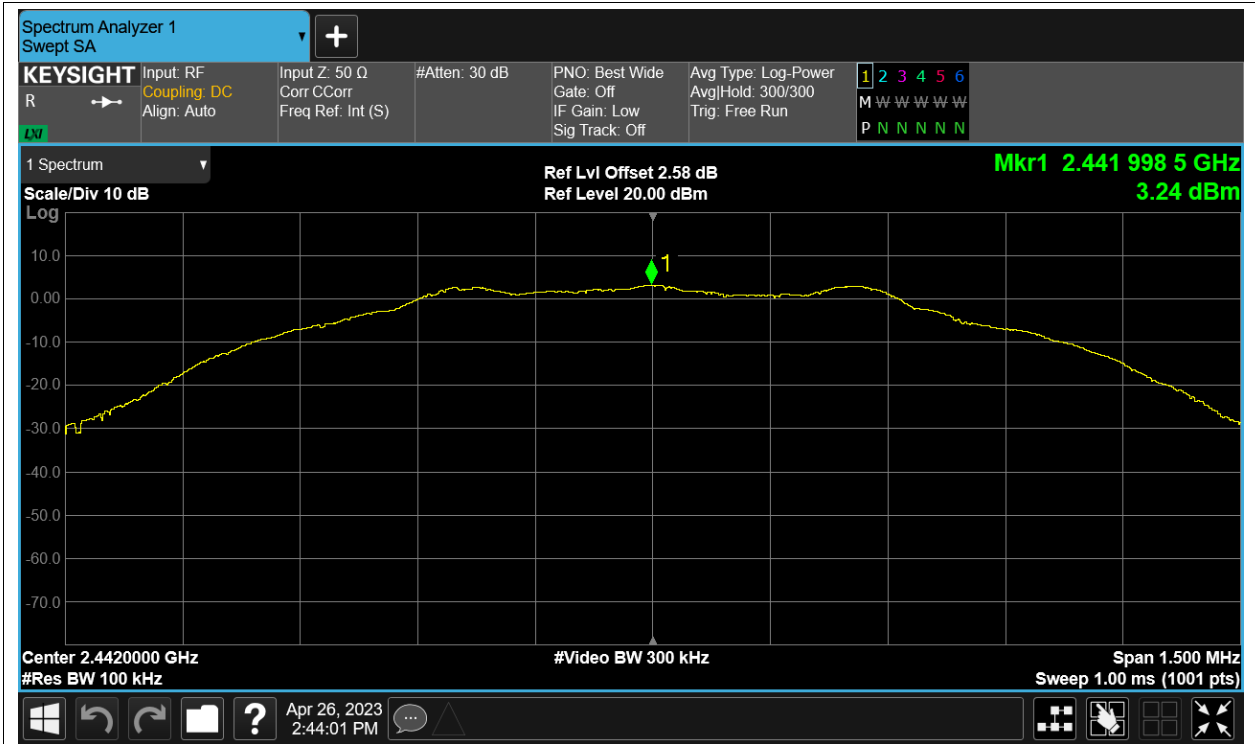 Spectrum Analyzer 1
Swept SA
KEYSIGHT
R
LXI
Input: RF
Coupling: DC
Align: Auto
Input Z: 50 Ω
Corr CCorr
Freq Ref: Int (S)
#Atten: 30 dB
PNO: Best Wide
Gate: Off
IF Gain: Low
Sig Track: Off
Avg Type: Log-Power
Avg|Hold: 300/300
Trig: Free Run
1 2 3 4 5 6
M W W W W W
P N N N N N
1 Spectrum
Scale/Div 10 dB
Log
Ref Lvl Offset 2.58 dB
Ref Level 20.00 dBm
Mkr1 2.441 998 5 GHz
3.24 dBm
1
10.0
0.00
-10.0
-20.0
-30.0
-40.0
-50.0
-60.0
-70.0
Center 2.4420000 GHz
#Res BW 100 kHz
#Video BW 300 kHz
Span 1.500 MHz
Sweep 1.00 ms (1001 pts)
?
Apr 26, 2023
2:44:01 PM